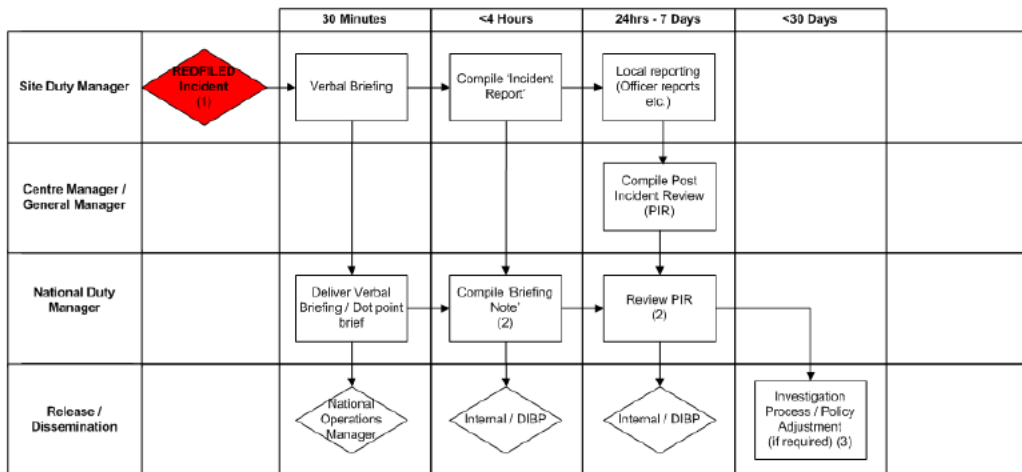 30 Minutes
<4 Hours
24hrs - 7 Days
<30 Days
Site Duty Manager
REDFILED
Incident
(1)
Verbal Briefing
Compile 'Incident
Report'
Local reporting
(Officer reports
etc.)
Centre Manager /
General Manager
Compile Post
Incident Review
(PIR)
National Duty
Manager
Deliver Verbal
Briefing / Dot point
brief
Compile 'Briefing
Note'
(2)
Review PIR
(2)
Release /
Dissemination
National
Operations
Manager
Internal / DIBP
Internal / DIBP
Investigation
Process / Policy
Adjustment
(if required) (3)